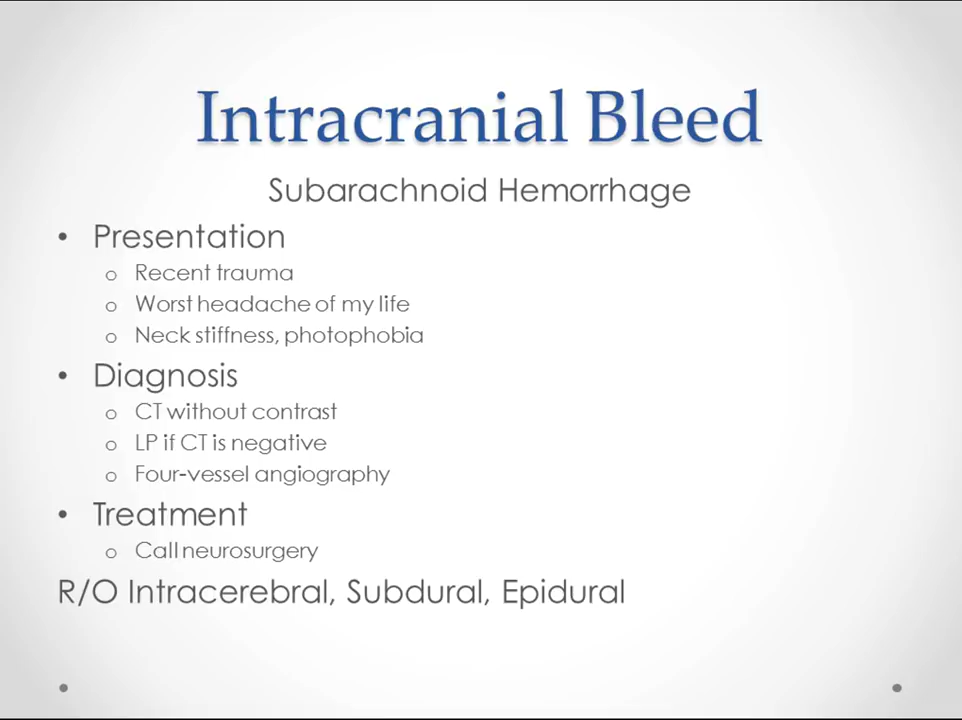 Intracranial Bleed
Subarachnoid Hemorrhage
• Presentation
o Recent trauma
o Worst headache of my life
o Neck stiffness, photophobia
• Diagnosis
o CT without contrast
o LP if CT is negative
o Four-vessel angiography
• Treatment
o Call neurosurgery
R/O Intracerebral, Subdural, Epidural